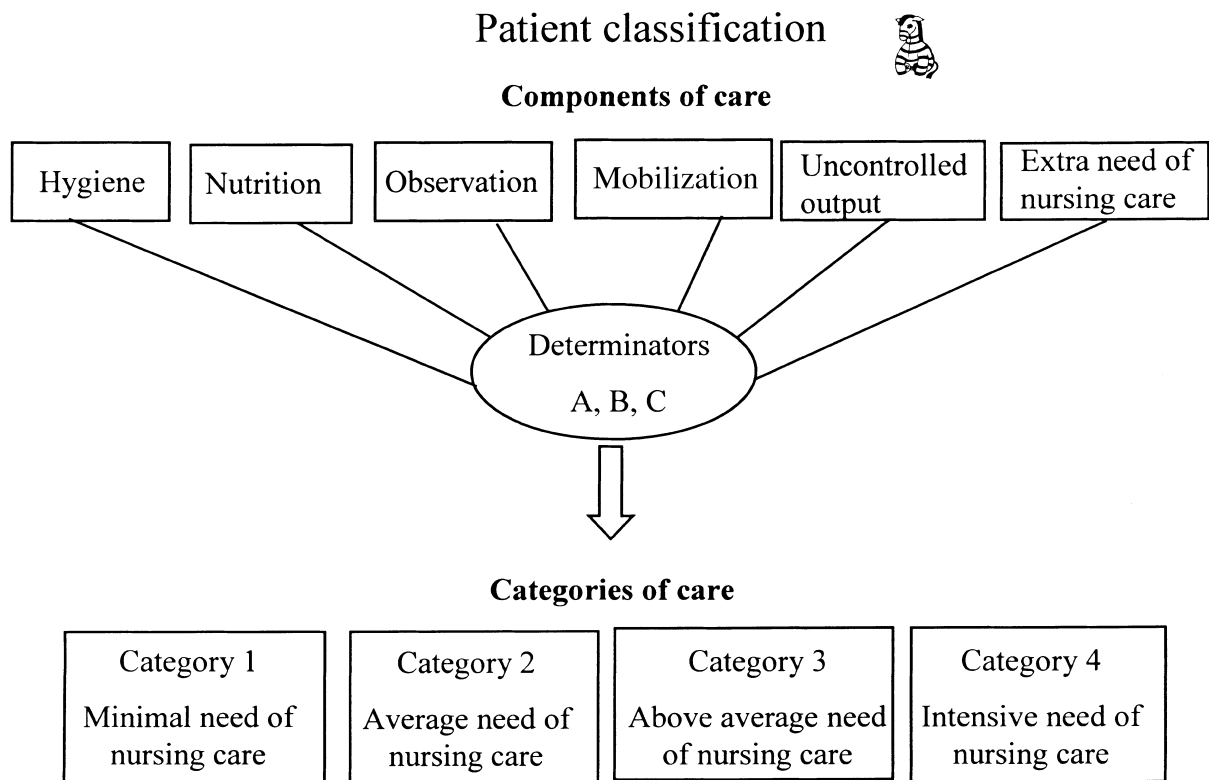 Patient classification
Components of care
Hygiene
Nutrition
Observation
Mobilization
Uncontrolled
output
Extra need of
nursing care
Determinators
A, B, C
Categories of care
Category 1
Minimal need of
nursing care
Category 2
Average need of
nursing care
Category 3
Above average need
of nursing care
Category 4
Intensive need of
nursing care